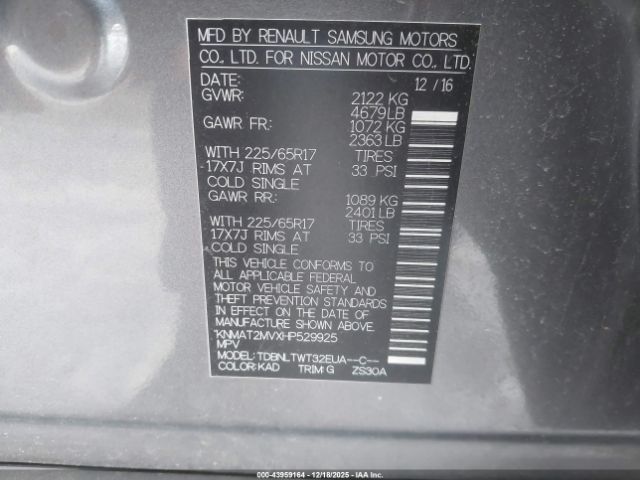 MFD BY RENAULT SAMSUNG MOTORS
CO., LTD. FOR NISSAN MOTOR CO., LTD.
DATE: 12 / 16
GVWR: 2122 KG
4679 LB
GAWR FR: 1072 KG
2363 LB
WITH 225/65R17 TIRES
17X7J RIMS AT 33 PSI
COLD SINGLE
GAWR RR: 1089 KG
2401 LB
WITH 225/65R17 TIRES
17X7J RIMS AT 33 PSI
COLD SINGLE
THIS VEHICLE CONFORMS TO
ALL APPLICABLE FEDERAL
MOTOR VEHICLE SAFETY AND
THEFT PREVENTION STANDARDS
IN EFFECT ON THE DATE OF
MANUFACTURE SHOWN ABOVE.
KNMAT2MVXHP529925
MPV
MODEL: TDBNLTWT32EUA--C--
COLOR: KAD TRIM: G ZS30A
000-43959164 - 12/18/2025 - IAAI.COM